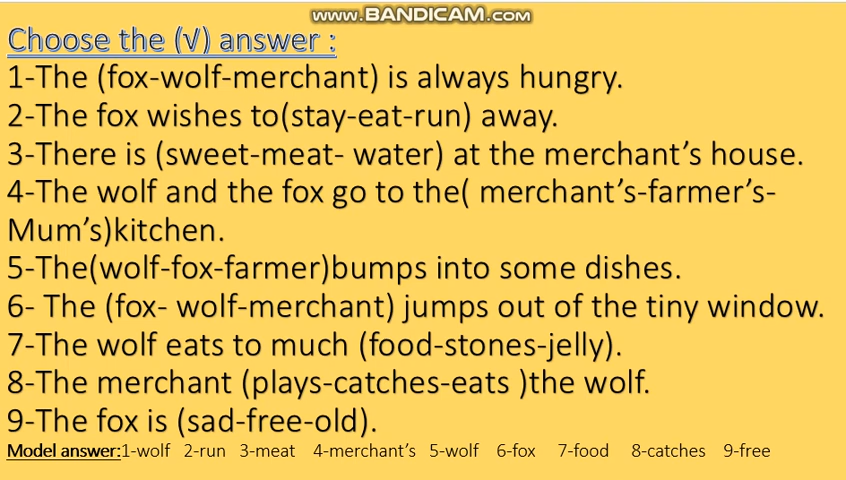 www.BANDICAM.com
Choose the (√) answer :
1-The (fox-wolf-merchant) is always hungry.
2-The fox wishes to(stay-eat-run) away.
3-There is (sweet-meat- water) at the merchant’s house.
4-The wolf and the fox go to the( merchant’s-farmer’s-
Mum’s)kitchen.
5-The(wolf-fox-farmer)bumps into some dishes.
6- The (fox- wolf-merchant) jumps out of the tiny window.
7-The wolf eats to much (food-stones-jelly).
8-The merchant (plays-catches-eats )the wolf.
9-The fox is (sad-free-old).
Model answer:1-wolf 2-run 3-meat 4-merchant’s 5-wolf 6-fox 7-food 8-catches 9-free